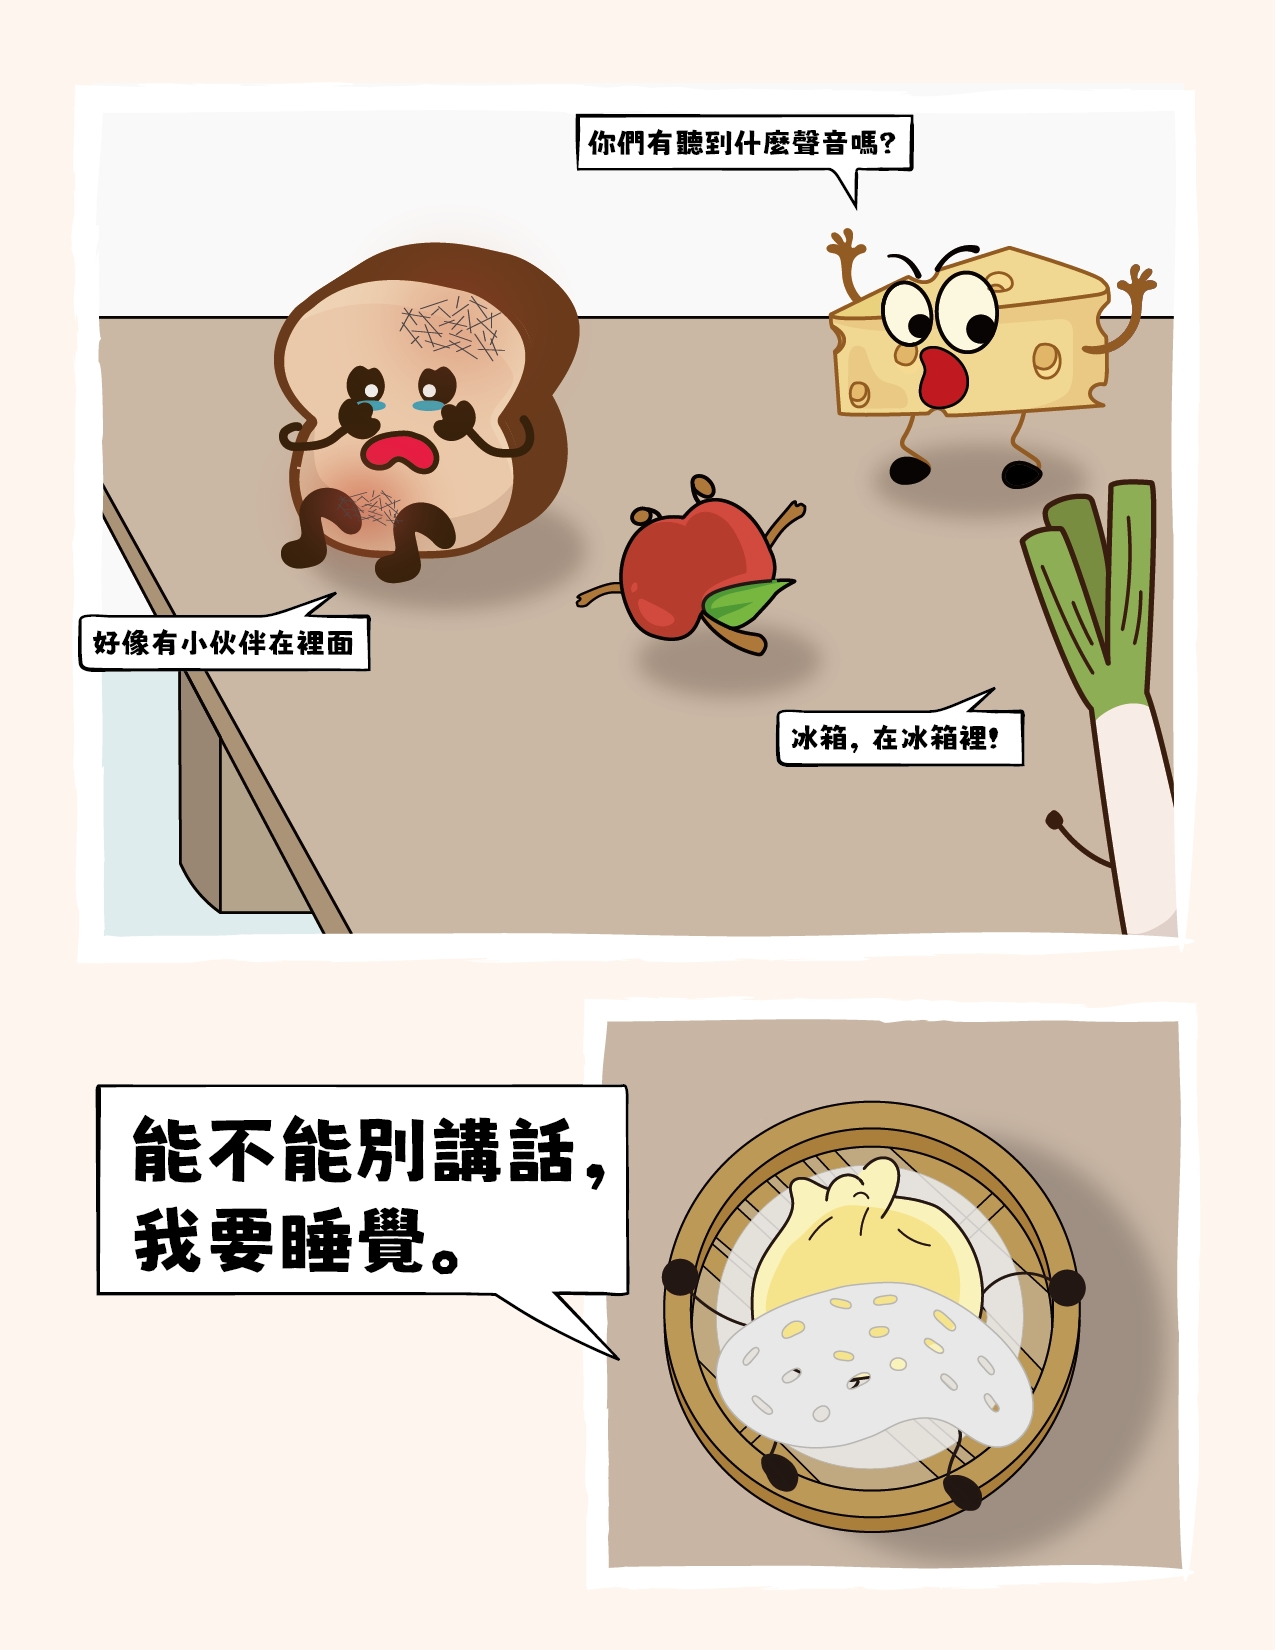 你們有聽到什麼聲音嗎?
好像有小伙伴在裡面
冰箱, 在冰箱裡!
能不能別講話,
我要睡覺。